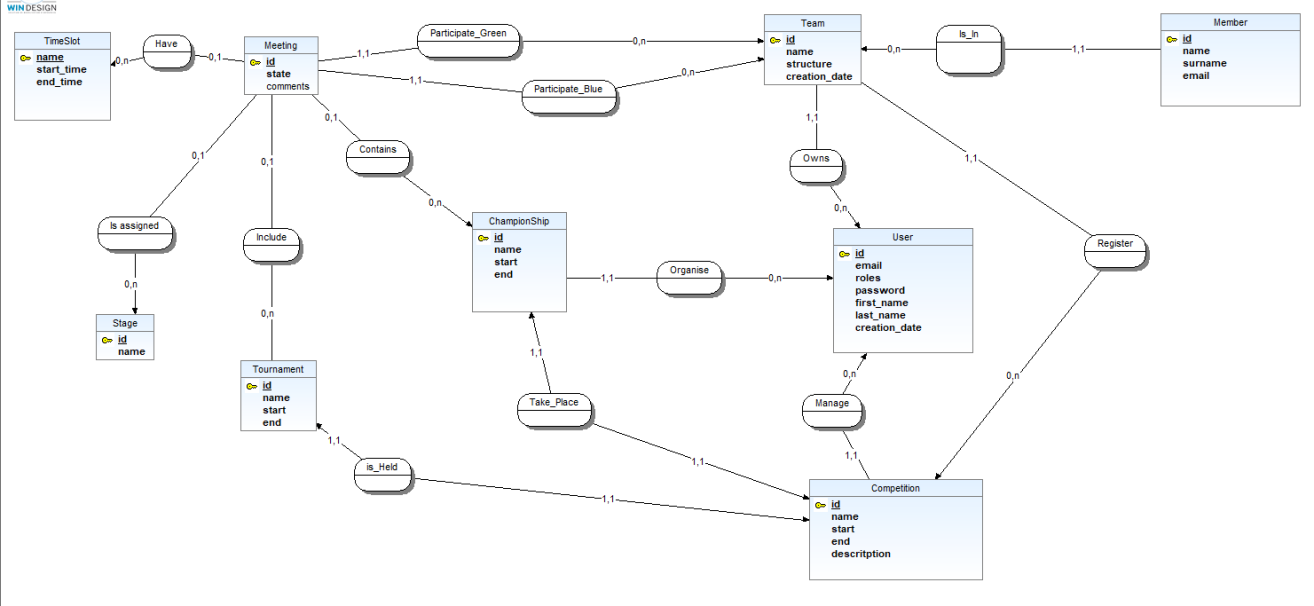 WINDESIGN
TimeSlot
name
start_time
end_time
Have
0,n
0,1
Meeting
id
state
comments
1,1
Participate_Green
0,n
1,1
Participate_Blue
0,n
Team
id
name
structure
creation_date
0,n
Is_In
1,1
Member
id
name
surname
email
0,1
Contains
0,n
0,1
0,1
1,1
Owns
0,n
1,1
Is assigned
0,n
Include
0,n
ChampionShip
id
name
start
end
1,1
Organise
0,n
User
id
email
roles
password
first_name
last_name
creation_date
Register
0,n
Stage
id
name
Tournament
id
name
start
end
1,1
Take_Place
1,1
0,n
Manage
1,1
1,1
is_Held
1,1
Competition
id
name
start
end
descritption